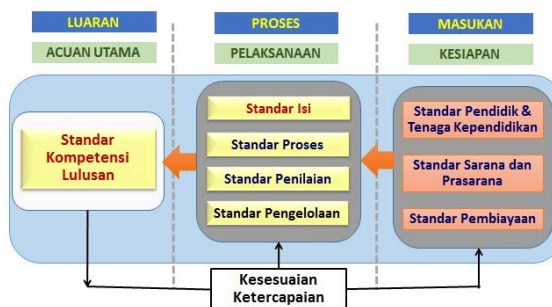 LUARAN
PROSES
MASUKAN
ACUAN UTAMA
PELAKSANAAN
KESIAPAN
Standar
Kompetensi
Lulusan
Standar Isi
Standar Proses
Standar Penilaian
Standar Pengelolaan
Standar Pendidik &
Tenaga Kependidikan
Standar Sarana dan
Prasarana
Standar Pembiayaan
Kesesuaian
Ketercapaian